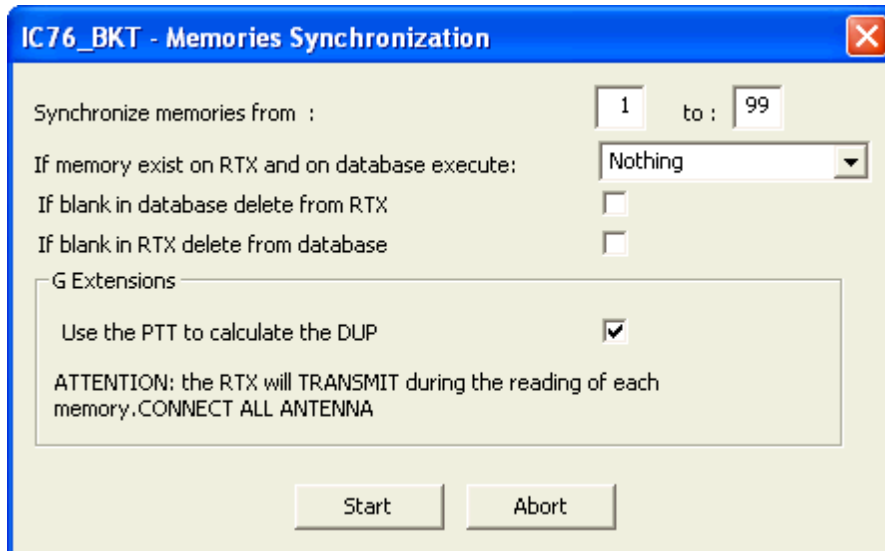 IC76_BKT - Memories Synchronization
Synchronize memories from : 1 to : 99
If memory exist on RTX and on database execute: Nothing
If blank in database delete from RTX
If blank in RTX delete from database
G Extensions
Use the PTT to calculate the DUP
ATTENTION: the RTX will TRANSMIT during the reading of each
memory.CONNECT ALL ANTENNA
Start Abort